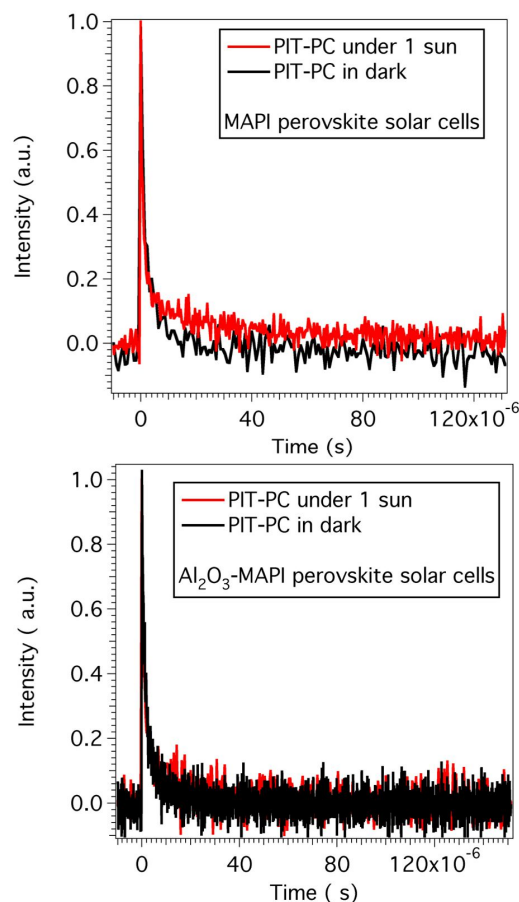 PIT-PC under 1 sun
PIT-PC in dark
MAPI perovskite solar cells
Intensity (a.u.)
1.0
0.8
0.6
0.4
0.2
0.0
0
40
80
120x10⁻⁶
Time (s)
PIT-PC under 1 sun
PIT-PC in dark
Al₂O₃-MAPI perovskite solar cells
Intensity ( a.u.)
1.0
0.8
0.6
0.4
0.2
0.0
0
40
80
120x10⁻⁶
Time ( s)